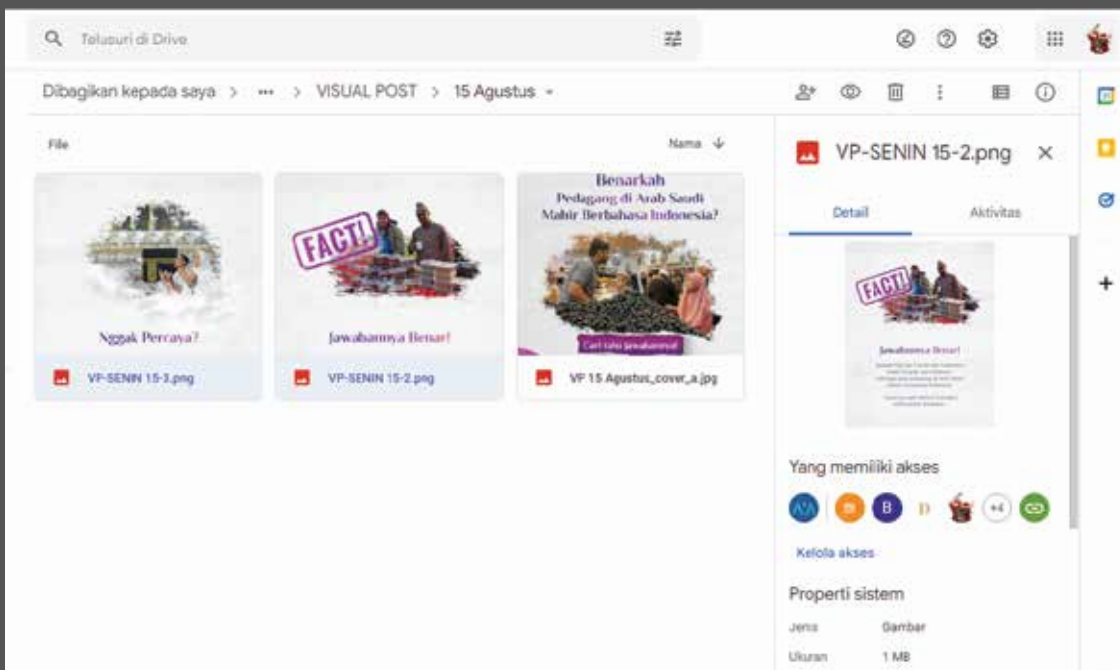 Telusuri di Drive
Dibagikan kepada saya > ••• > VISUAL POST > 15 Agustus
File
Nama
Nggak Percaya?
VP-SENIN 15-3.png
FACT!
Jawabannya Benar!
VP-SENIN 15-2.png
Benarkah
Pedagang di Arab Saudi
Mahir Berbahasa Indonesia?
Cari tahu jawabannya!
VP 15 Agustus_cover_a.jpg
VP-SENIN 15-2.png
Detail
Aktivitas
FACT!
Jawabannya Benar!
Yang memiliki akses
B
D
+4
Kelola akses
Properti sistem
Jenis Gambar
Ukuran 1 MB